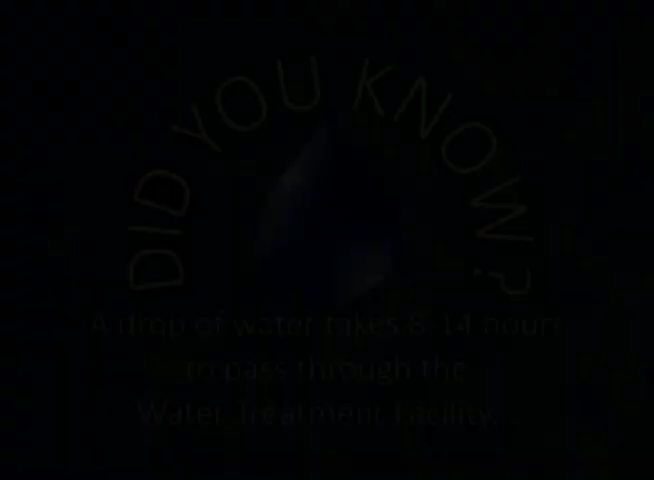 DID YOU KNOW?
A drop of water takes 8-14 hours
to pass through the
Water Treatment Facility.